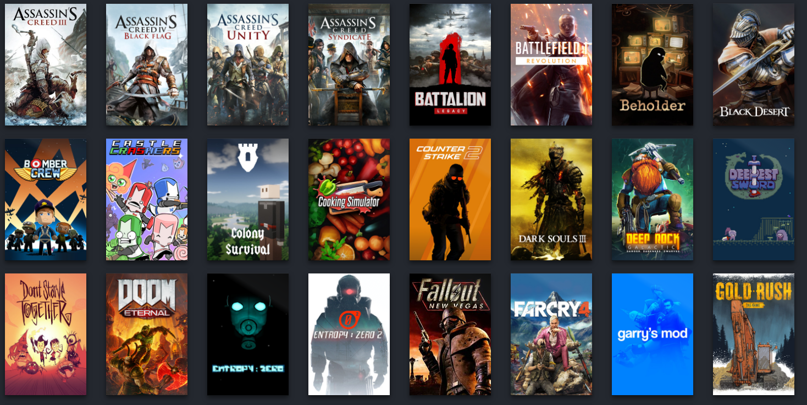 ASSASSIN'S
CREED III
ASSASSIN'S
CREED IV
BLACK FLAG
ASSASSIN'S
CREED
UNITY
ASSASSIN'S
CREED
SYNDICATE
BATTALION
LEGACY
BATTLEFIELD 1
REVOLUTION
Beholder
BLACK DESERT
BOMBER
CREW
CASTLE
CRASHERS
Colony
Survival
Cooking Simulator
COUNTER
STRIKE 2
DARK SOULS III
DEEP ROCK
DEEPEST
SWORD
Don't Starve
TOGETHER
DOOM
ETERNAL
ENTROPY : ZERO
ENTROPY : ZERO 2
Fallout
NEW VEGAS
FARCRY 4
garry's mod
GOLD RUSH